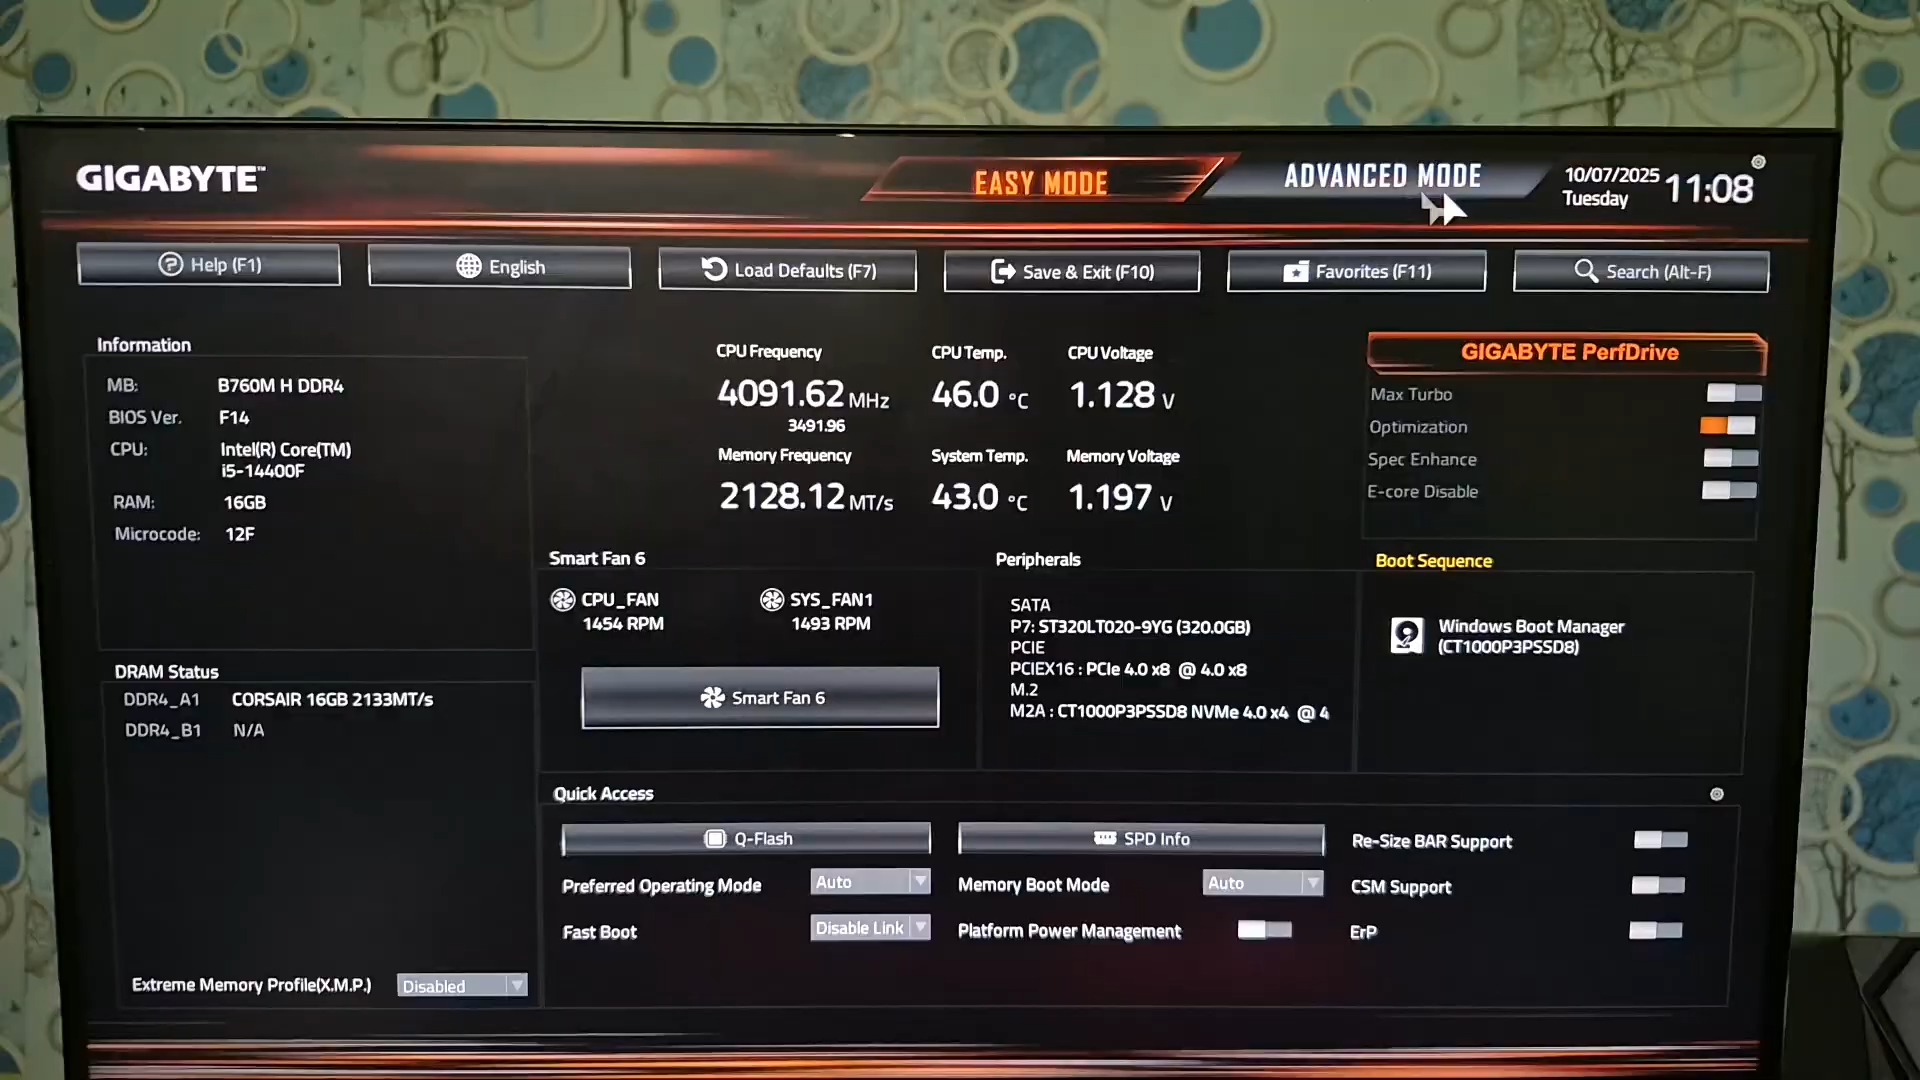 GIGABYTE™
EASY MODE
ADVANCED MODE
10/07/2025
Tuesday
11:08
Help (F1)
English
Load Defaults (F7)
Save & Exit (F10)
Favorites (F11)
Search (Alt-F)
Information
MB: B760M H DDR4
BIOS Ver. F14
CPU: Intel(R) Core(TM)
i5-14400F
RAM: 16GB
Microcode: 12F
CPU Frequency
4091.62 MHz
3491.96
CPU Temp.
46.0 °C
CPU Voltage
1.128 V
Memory Frequency
2128.12 MT/s
System Temp.
43.0 °C
Memory Voltage
1.197 V
GIGABYTE PerfDrive
Max Turbo
Optimization
Spec Enhance
E-core Disable
DRAM Status
DDR4_A1 CORSAIR 16GB 2133MT/s
DDR4_B1 N/A
Extreme Memory Profile(X.M.P.) Disabled
Smart Fan 6
CPU_FAN
1454 RPM
SYS_FAN1
1493 RPM
Smart Fan 6
Peripherals
SATA
P7: ST320LT020-9YG (320.0GB)
PCIE
PCIEX16 : PCIe 4.0 x8 @ 4.0 x8
M.2
M2A : CT1000P3PSSD8 NVMe 4.0 x4 @ 4
Boot Sequence
Windows Boot Manager
(CT1000P3PSSD8)
Quick Access
Q-Flash
SPD Info
Re-Size BAR Support
Preferred Operating Mode Auto
Memory Boot Mode Auto
CSM Support
Fast Boot Disable Link
Platform Power Management
ErP